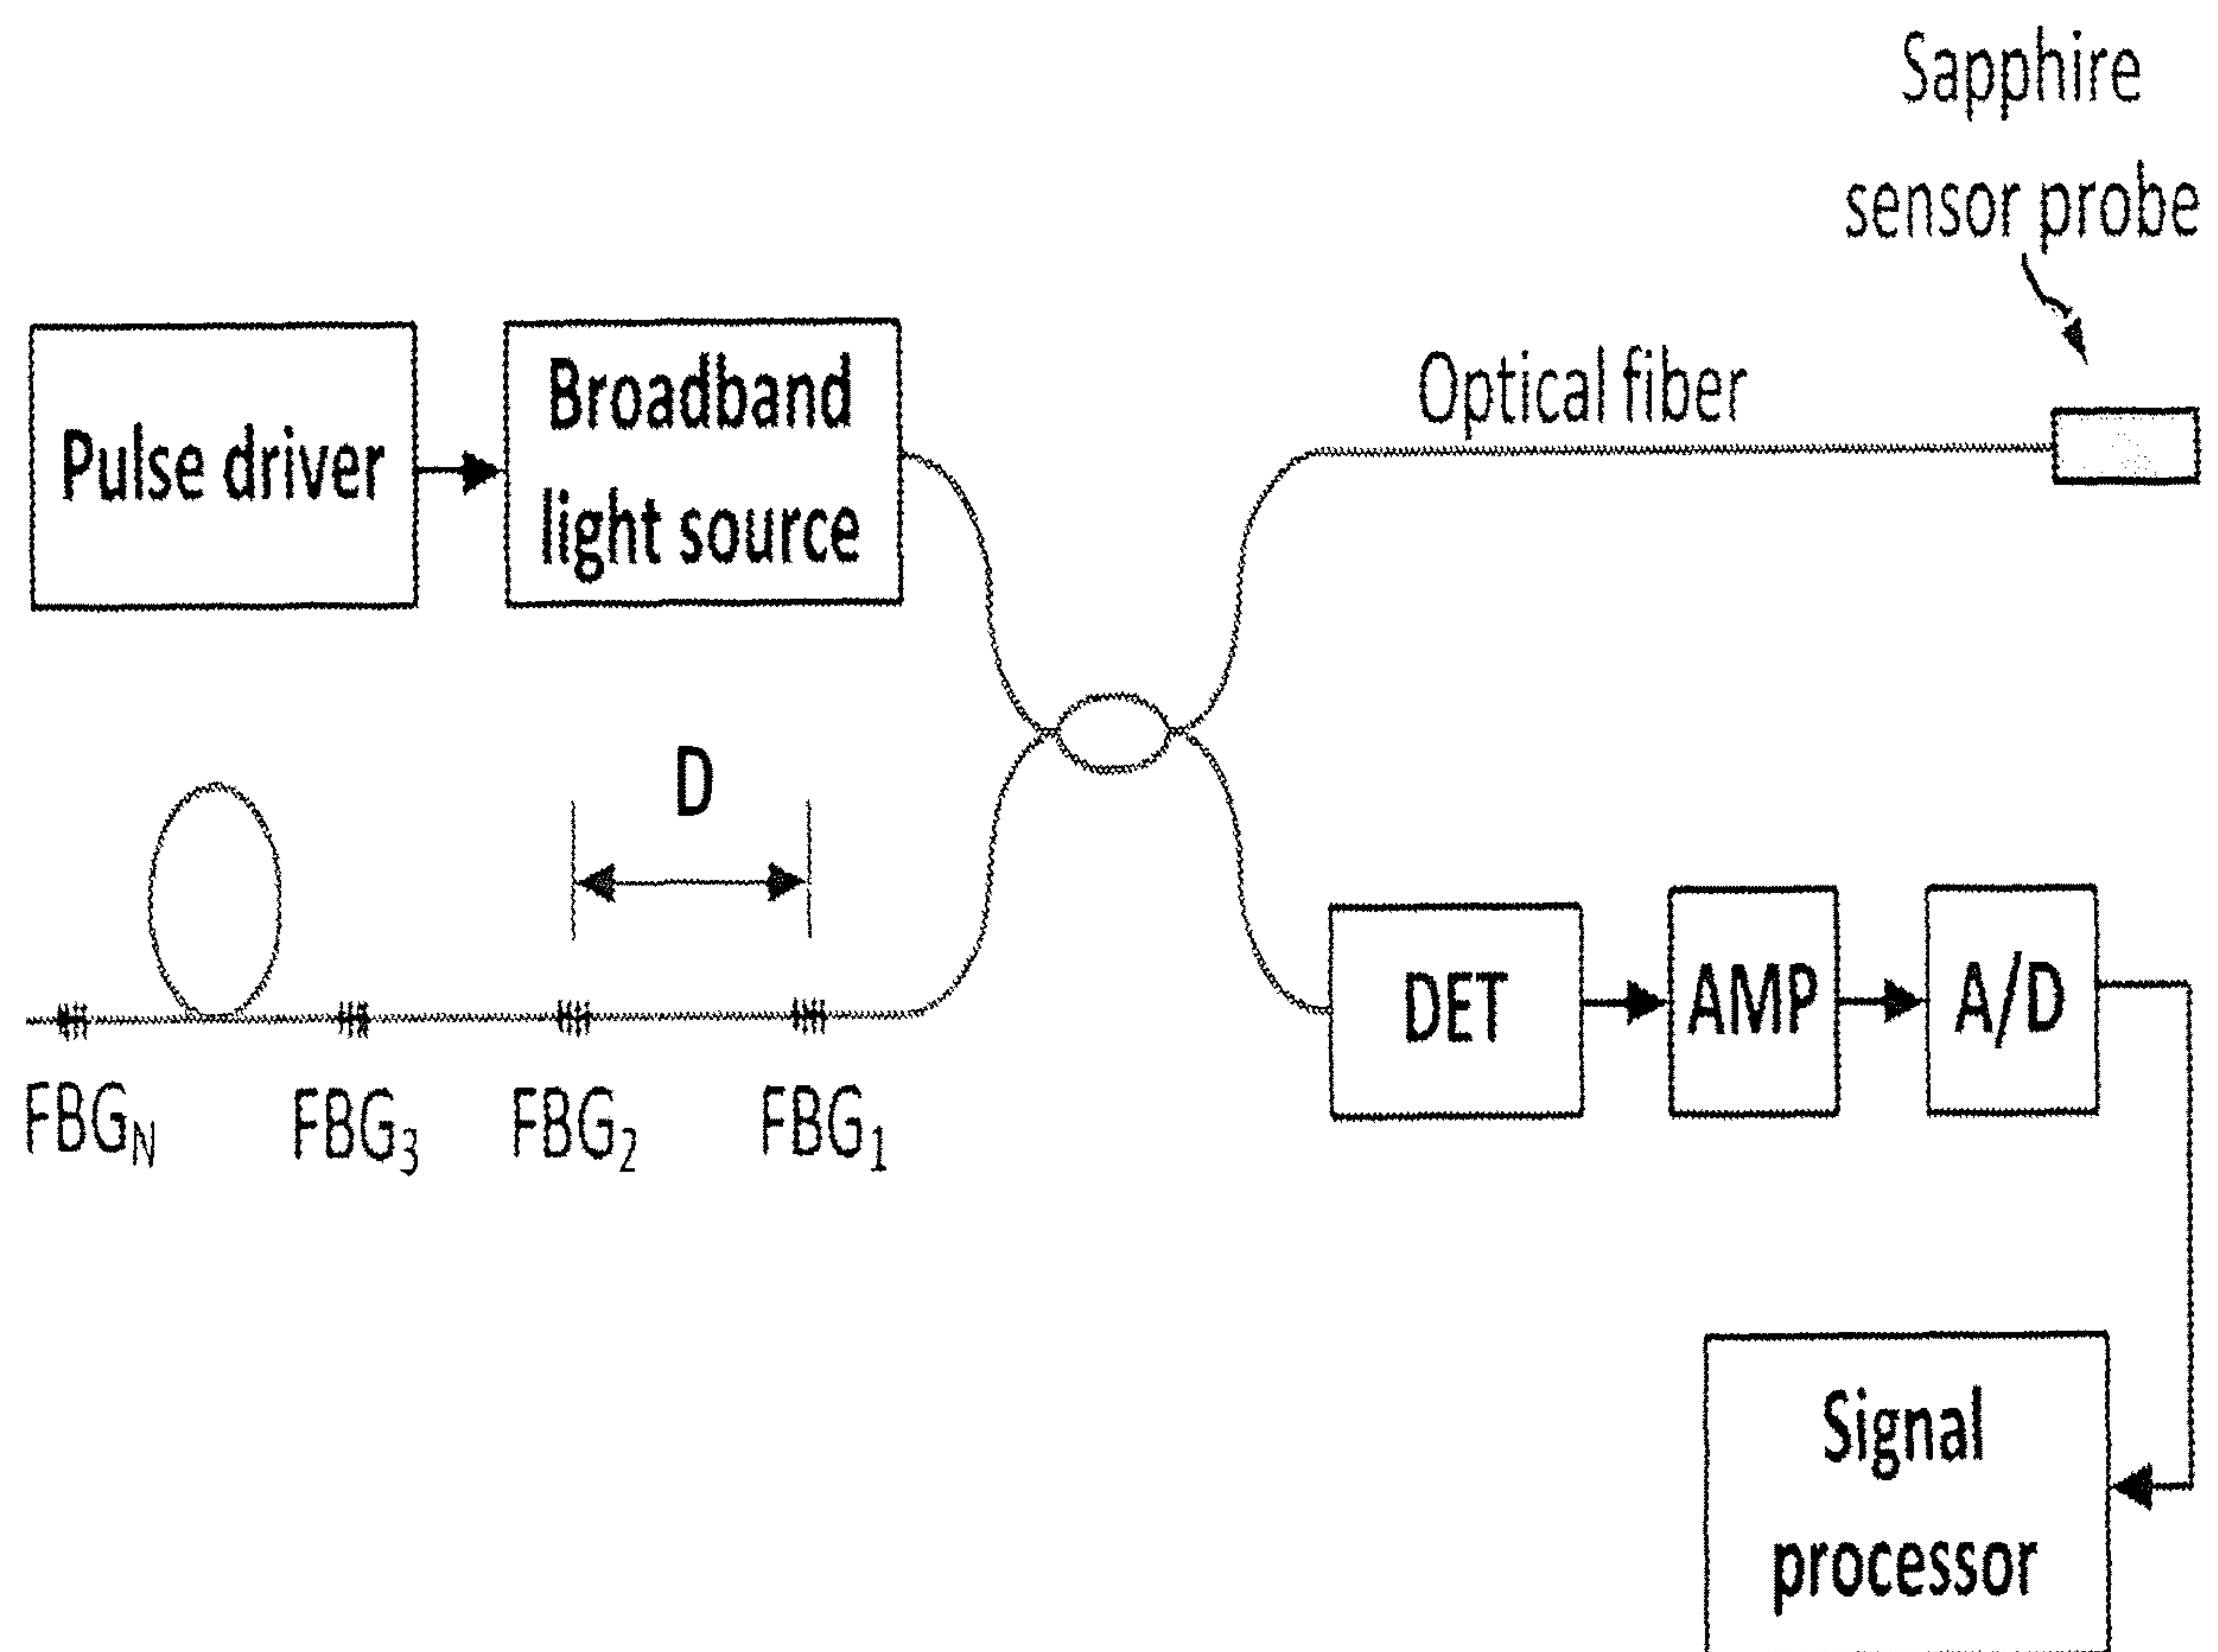 Sapphire
sensor probe
Pulse driver
Broadband
light source
Optical fiber
D
DET
AMP
A/D
FBG_N
FBG_3
FBG_2
FBG_1
Signal
processor